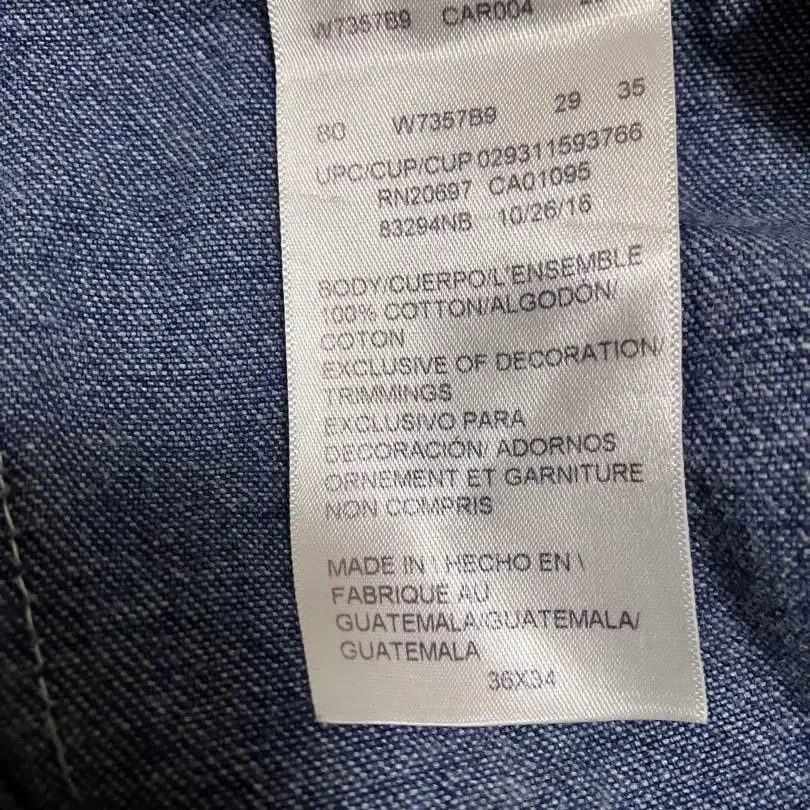 W7357B9 CAR004
80 W7357B9 29 35
UPC/CUP/CUP 029311593766
RN20697 CA01095
83294NB 10/26/16
BODY/CUERPO/L'ENSEMBLE
100% COTTON/ALGODON/
COTON
EXCLUSIVE OF DECORATION/
TRIMMINGS
EXCLUSIVO PARA
DECORACIÓN/ ADORNOS
ORNEMENT ET GARNITURE
NON COMPRIS
MADE IN \ HECHO EN \
FABRIQUE AU
GUATEMALA/GUATEMALA/
GUATEMALA
36X34